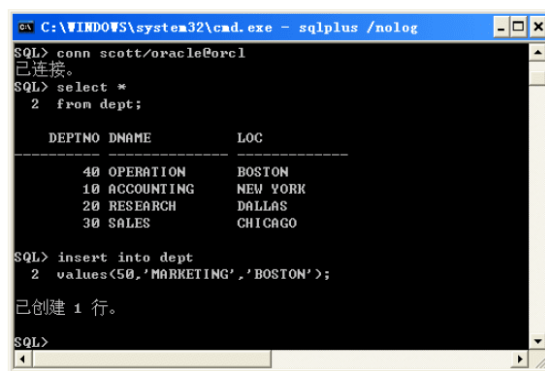 C:\WINDOWS\system32\cmd.exe - sqlplus /nolog
SQL> conn scott/oracle@orcl
已连接。
SQL> select *
2 from dept;
DEPTNO DNAME LOC
---------- -------------- -------------
40 OPERATION BOSTON
10 ACCOUNTING NEW YORK
20 RESEARCH DALLAS
30 SALES CHICAGO
SQL> insert into dept
2 values(50,'MARKETING','BOSTON');
已创建 1 行。
SQL>